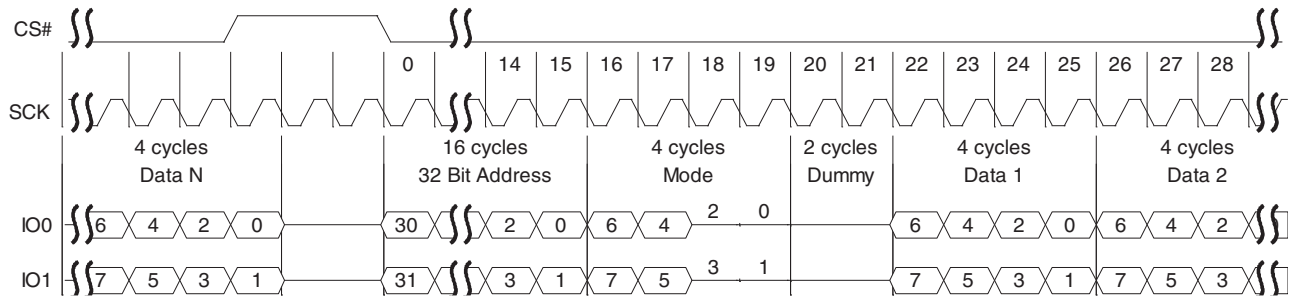 CS#
0 14 15 16 17 18 19 20 21 22 23 24 25 26 27 28
SCK
4 cycles 16 cycles 4 cycles 2 cycles 4 cycles 4 cycles
Data N 32 Bit Address Mode Dummy Data 1 Data 2
IO0 6 4 2 0 30 2 0 6 4 2 0 6 4 2 0 6 4 2
IO1 7 5 3 1 31 3 1 7 5 3 1 7 5 3 1 7 5 3